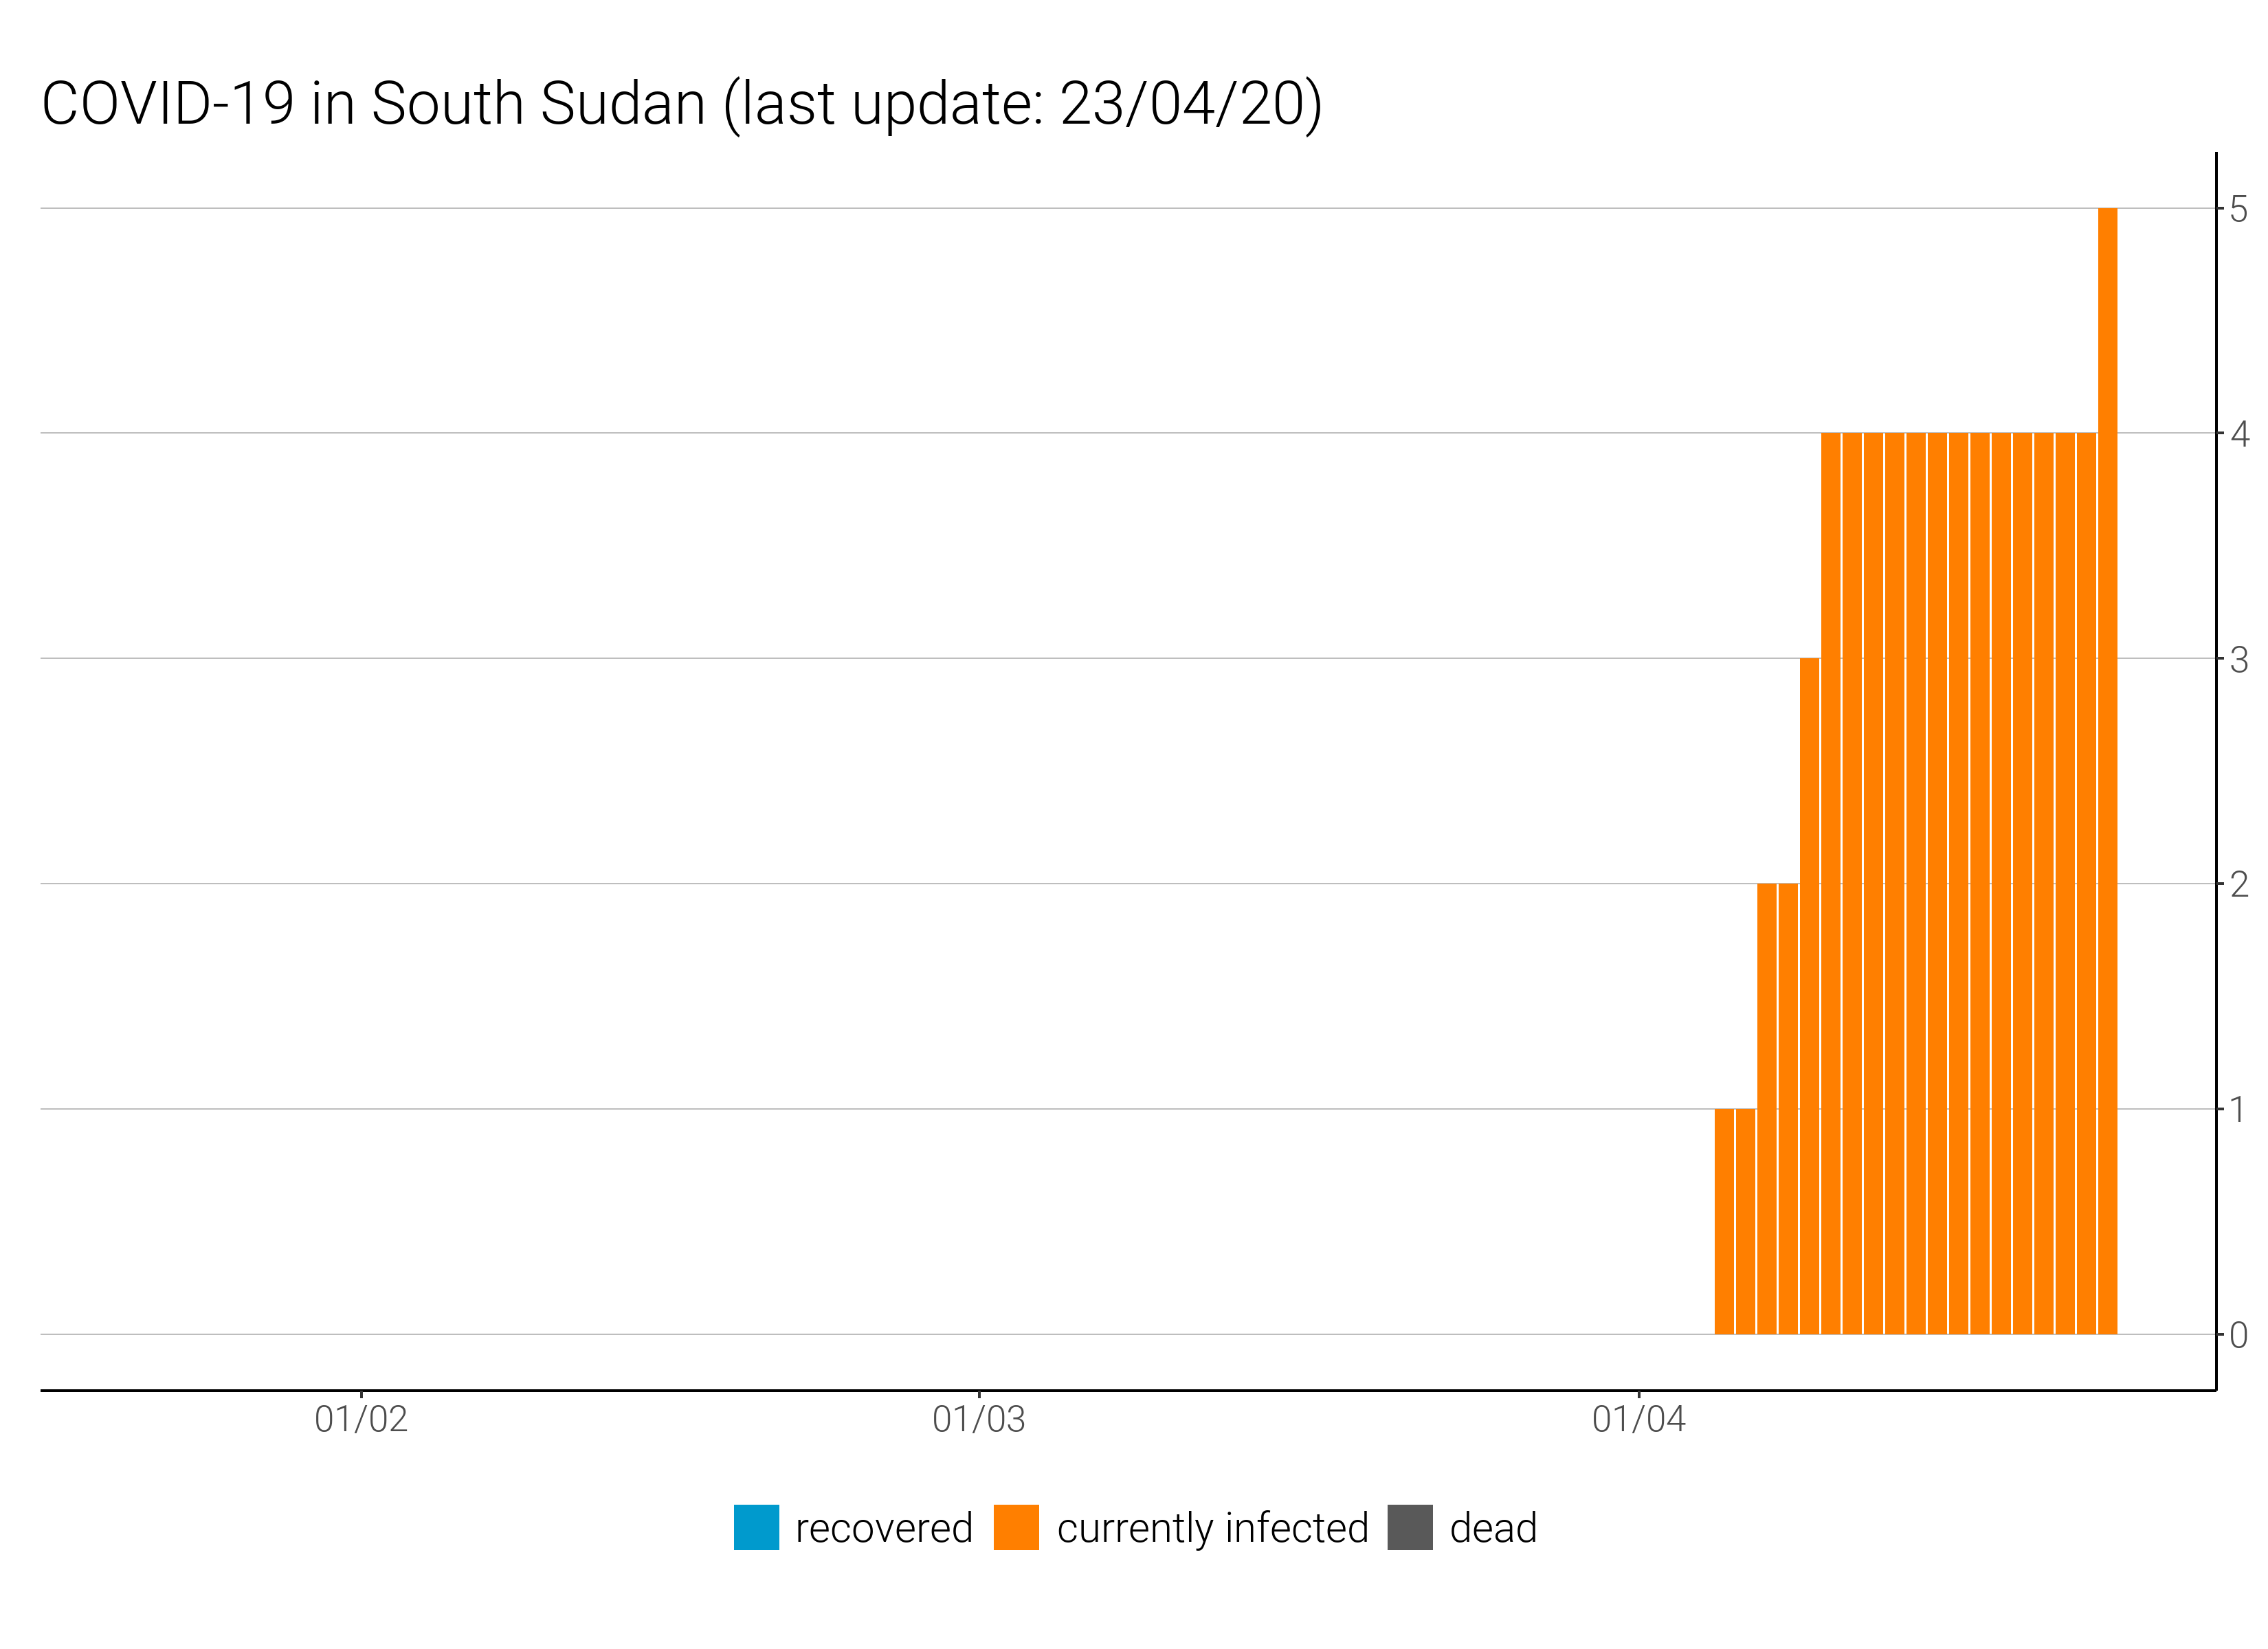 COVID-19 in South Sudan (last update: 23/04/20)
5
4
3
2
1
0
01/02 01/03 01/04
recovered currently infected dead